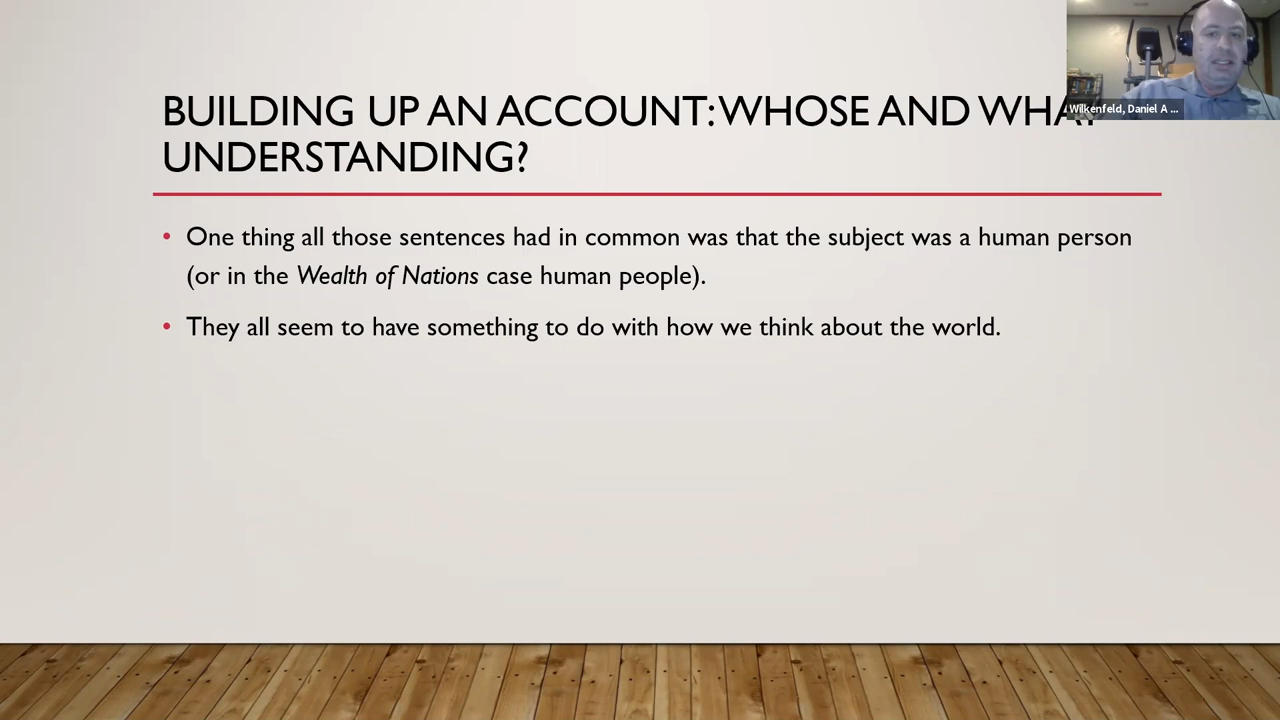 BUILDING UP AN ACCOUNT: WHOSE AND WHAT
UNDERSTANDING?
Wilkenfeld, Daniel A ...
• One thing all those sentences had in common was that the subject was a human person
(or in the Wealth of Nations case human people).
• They all seem to have something to do with how we think about the world.